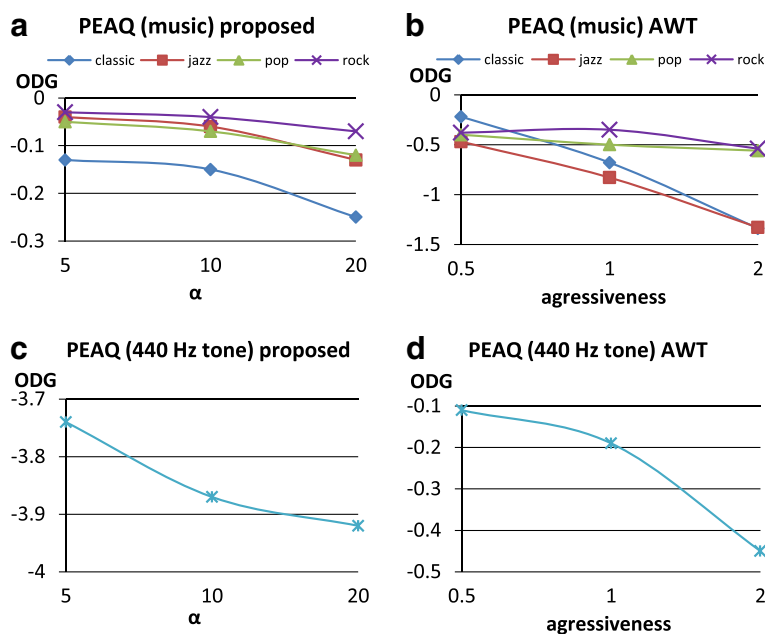 a PEAQ (music) proposed
classic jazz pop rock
ODG
0
-0.1
-0.2
-0.3
5 10 20
α
b PEAQ (music) AWT
classic jazz pop rock
ODG
0
-0.5
-1
-1.5
0.5 1 2
agressiveness
c PEAQ (440 Hz tone) proposed
ODG
-3.7
-3.8
-3.9
-4
5 10 20
α
d PEAQ (440 Hz tone) AWT
ODG
-0.1
-0.2
-0.3
-0.4
-0.5
0.5 1 2
agressiveness